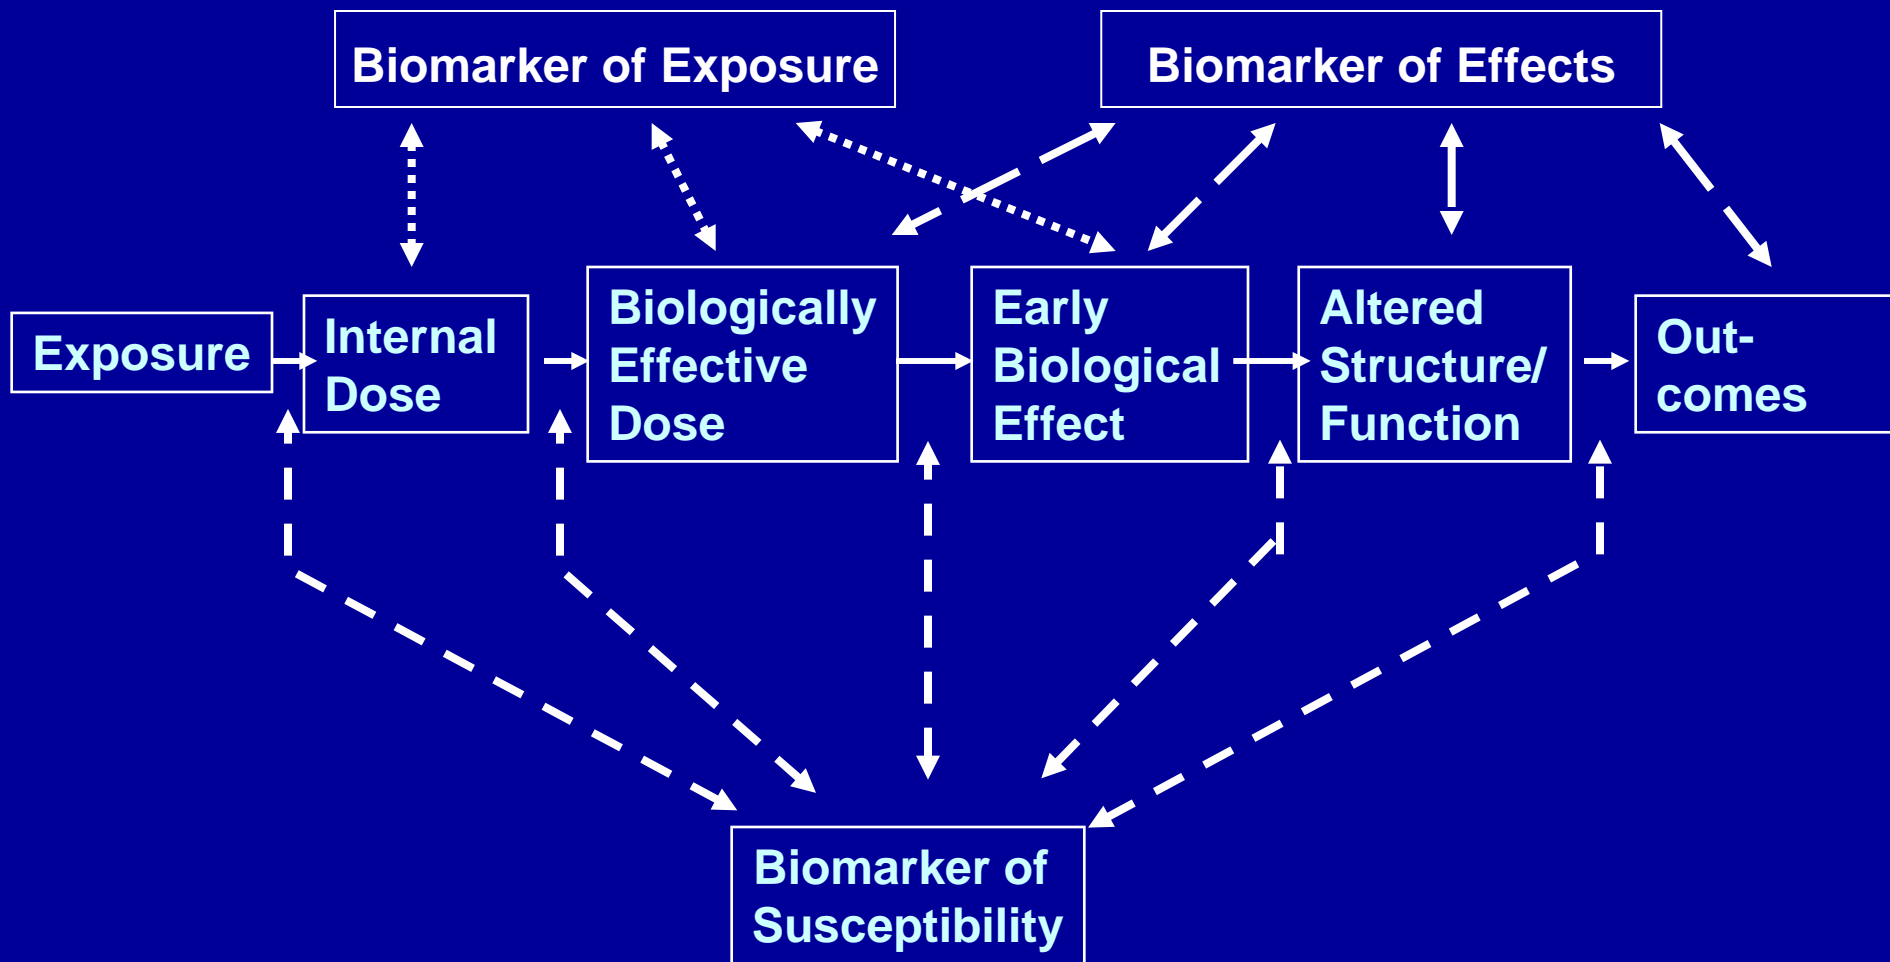 Biomarker of Exposure
Biomarker of Effects
Exposure
Internal
Dose
Biologically
Effective
Dose
Early
Biological
Effect
Altered
Structure/
Function
Out-
comes
Biomarker of
Susceptibility